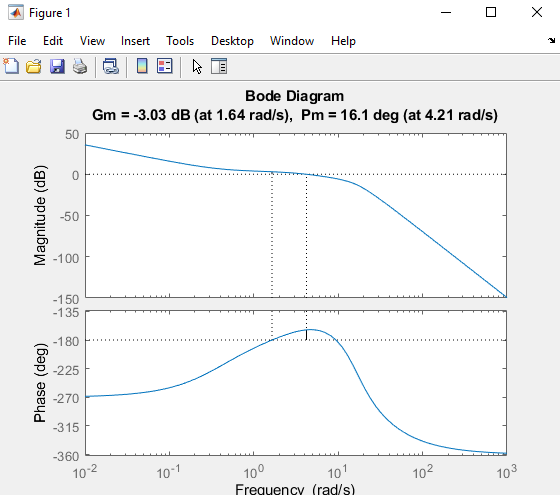 Figure 1
File Edit View Insert Tools Desktop Window Help
Bode Diagram
Gm = -3.03 dB (at 1.64 rad/s), Pm = 16.1 deg (at 4.21 rad/s)
50
0
-50
-100
-150
Magnitude (dB)
-135
-180
-225
-270
-315
-360
Phase (deg)
10-2 10-1 100 101 102 103
Frequency (rad/s)